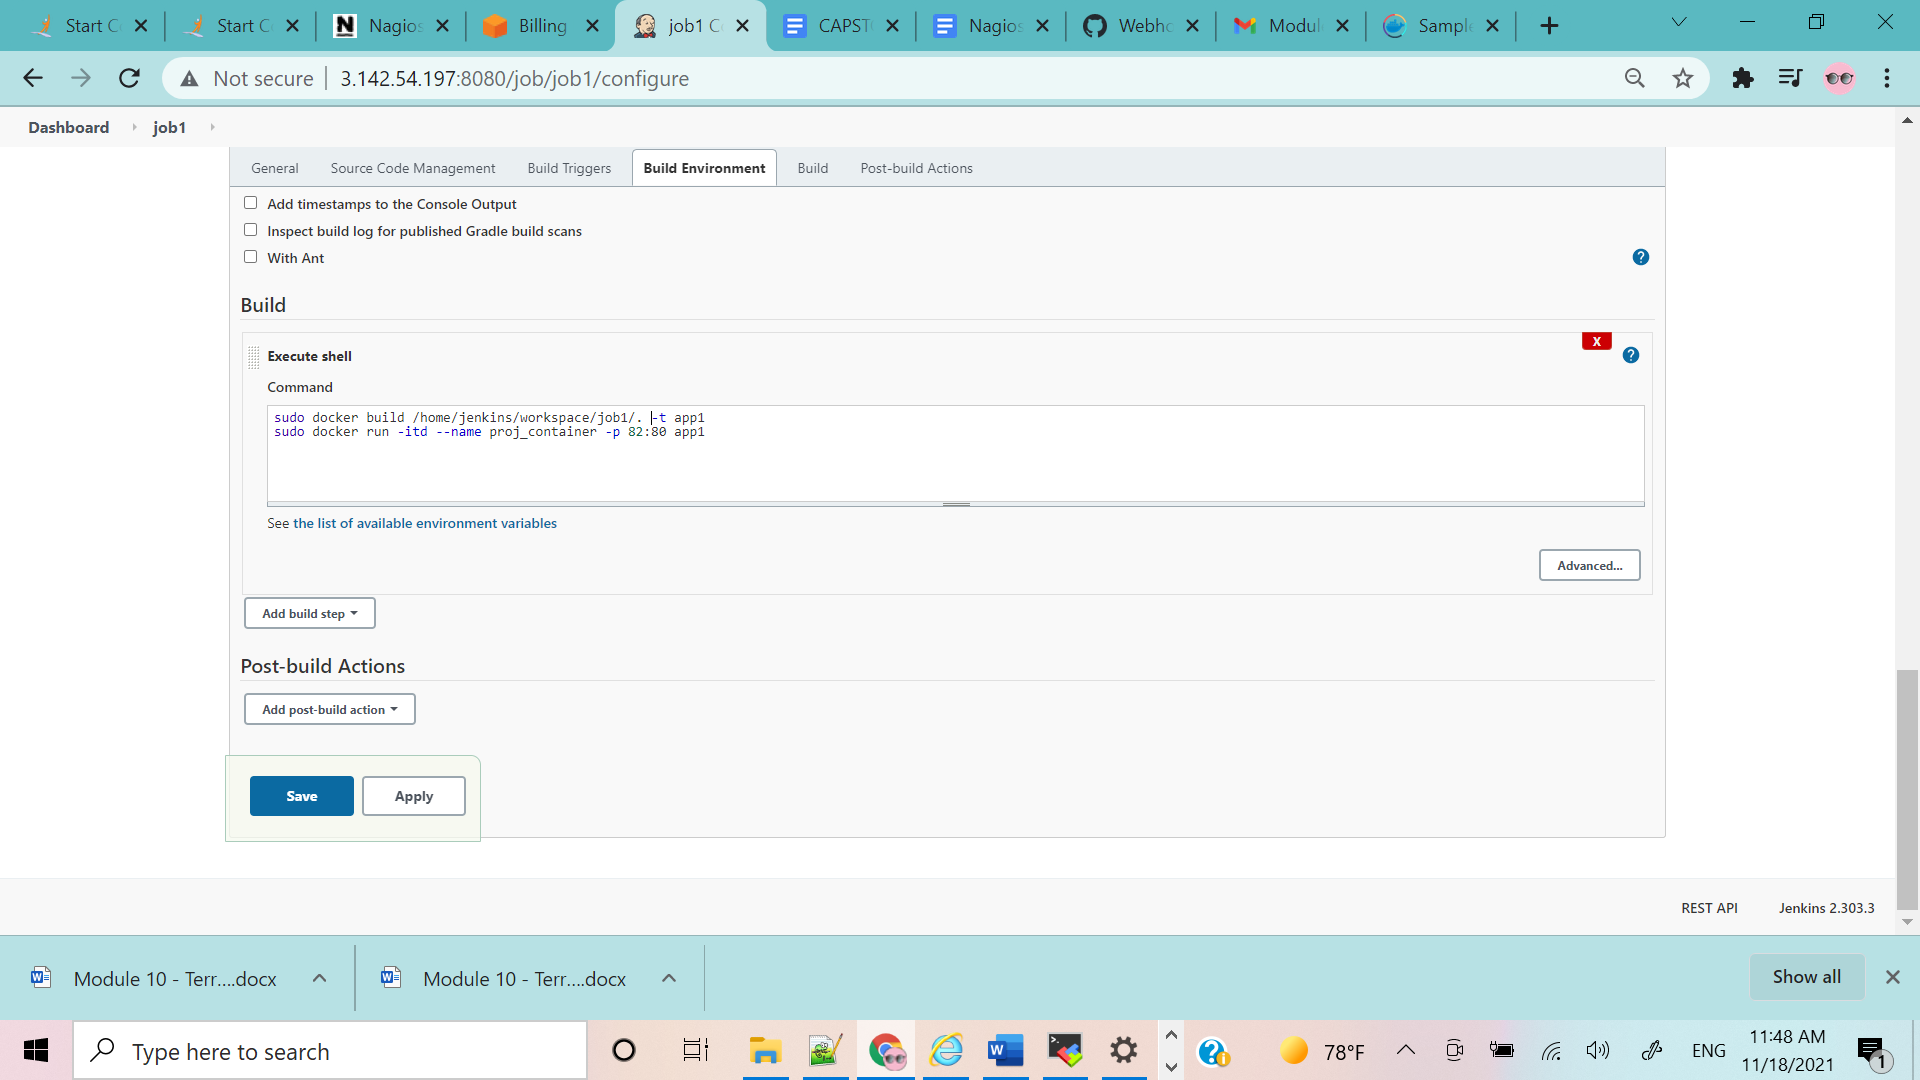 Start C
Start C
Nagios
Billing
job1 C
CAPST
Nagios
Webho
Modul
Sample
Not secure
3.142.54.197:8080/job/job1/configure
Dashboard
job1
General
Source Code Management
Build Triggers
Build Environment
Build
Post-build Actions
Add timestamps to the Console Output
Inspect build log for published Gradle build scans
With Ant
?
Build
X
Execute shell
?
Command
sudo docker build /home/jenkins/workspace/job1/. -t app1
sudo docker run -itd --name proj_container -p 82:80 app1
See the list of available environment variables
Advanced...
Add build step
Post-build Actions
Add post-build action
Save
Apply
REST API
Jenkins 2.303.3
Module 10 - Terr....docx
Module 10 - Terr....docx
Show all
Type here to search
78°F
ENG
11:48 AM
11/18/2021
1